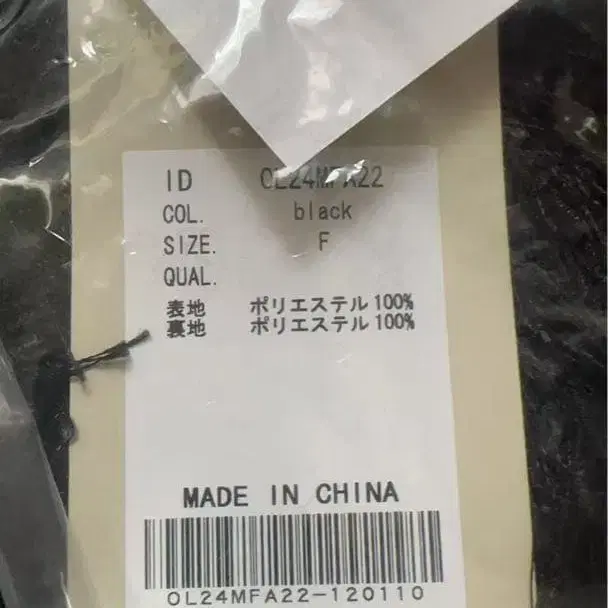 ID OL24MFA22
COL. black
SIZE. F
QUAL.
表地 ポリエステル100%
裏地 ポリエステル100%
MADE IN CHINA
OL24MFA22-120110